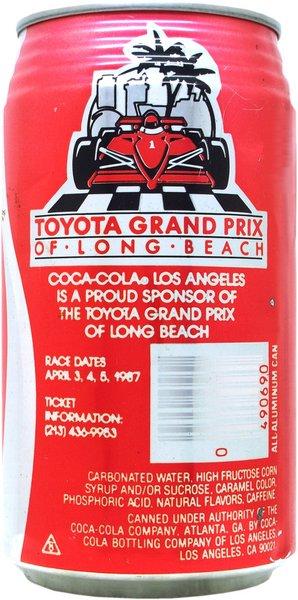 1
TOYOTA GRAND PRIX
OF·LONG·BEACH
COCA-COLA® LOS ANGELES
IS A PROUD SPONSOR OF
THE TOYOTA GRAND PRIX
OF LONG BEACH
RACE DATES
APRIL 3, 4, 5, 1987
TICKET
INFORMATION:
(213) 436-9953
0
490690
ALL-ALUMINUM CAN
CARBONATED WATER, HIGH FRUCTOSE CORN
SYRUP AND/OR SUCROSE, CARAMEL COLOR,
PHOSPHORIC ACID, NATURAL FLAVORS, CAFFEINE
CANNED UNDER AUTHORITY OF THE
COCA-COLA COMPANY, ATLANTA, GA. BY COCA-
COLA BOTTLING COMPANY OF LOS ANGELES,
LOS ANGELES, CA 90021